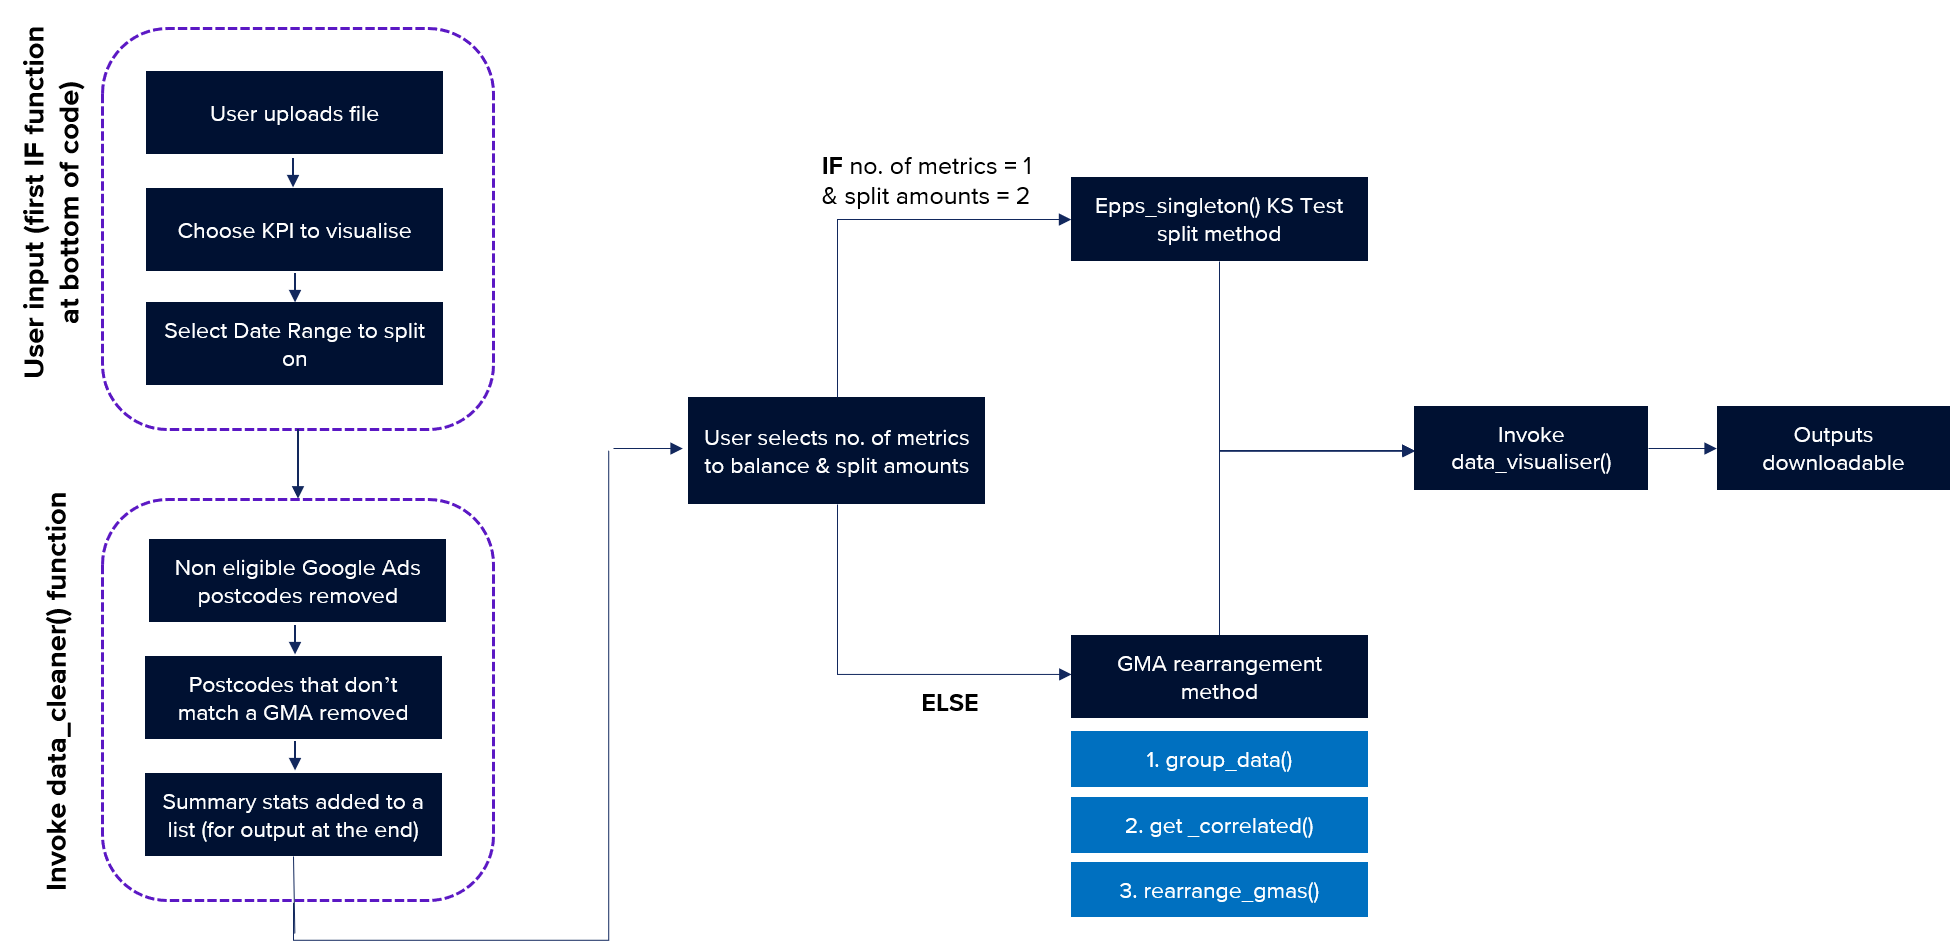 User input (first IF function
at bottom of code)
User uploads file
Choose KPI to visualise
Select Date Range to split
on
Invoke data_cleaner() function
Non eligible Google Ads
postcodes removed
Postcodes that don’t
match a GMA removed
Summary stats added to a
list (for output at the end)
User selects no. of metrics
to balance & split amounts
IF no. of metrics = 1
& split amounts = 2
Epps_singleton() KS Test
split method
ELSE
GMA rearrangement
method
1. group_data()
2. get _correlated()
3. rearrange_gmas()
Invoke
data_visualiser()
Outputs
downloadable